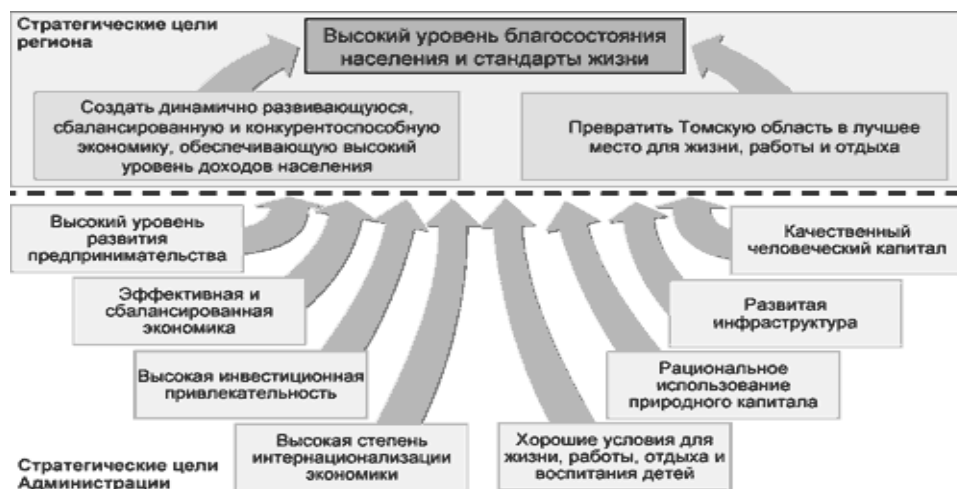 Стратегические цели
региона
Высокий уровень благосостояния
населения и стандарты жизни
Создать динамично развивающуюся,
сбалансированную и конкурентоспособную
экономику, обеспечивающую высокий
уровень доходов населения
Превратить Томскую область в лучшее
место для жизни, работы и отдыха
Высокий уровень
развития
предпринимательства
Качественный
человеческий капитал
Эффективная и
сбалансированная
экономика
Развитая
инфраструктура
Высокая инвестиционная
привлекательность
Рациональное
использование
природного капитала
Высокая степень
интернационализации
экономики
Хорошие условия для
жизни, работы, отдыха и
воспитания детей
Стратегические цели
Администрации